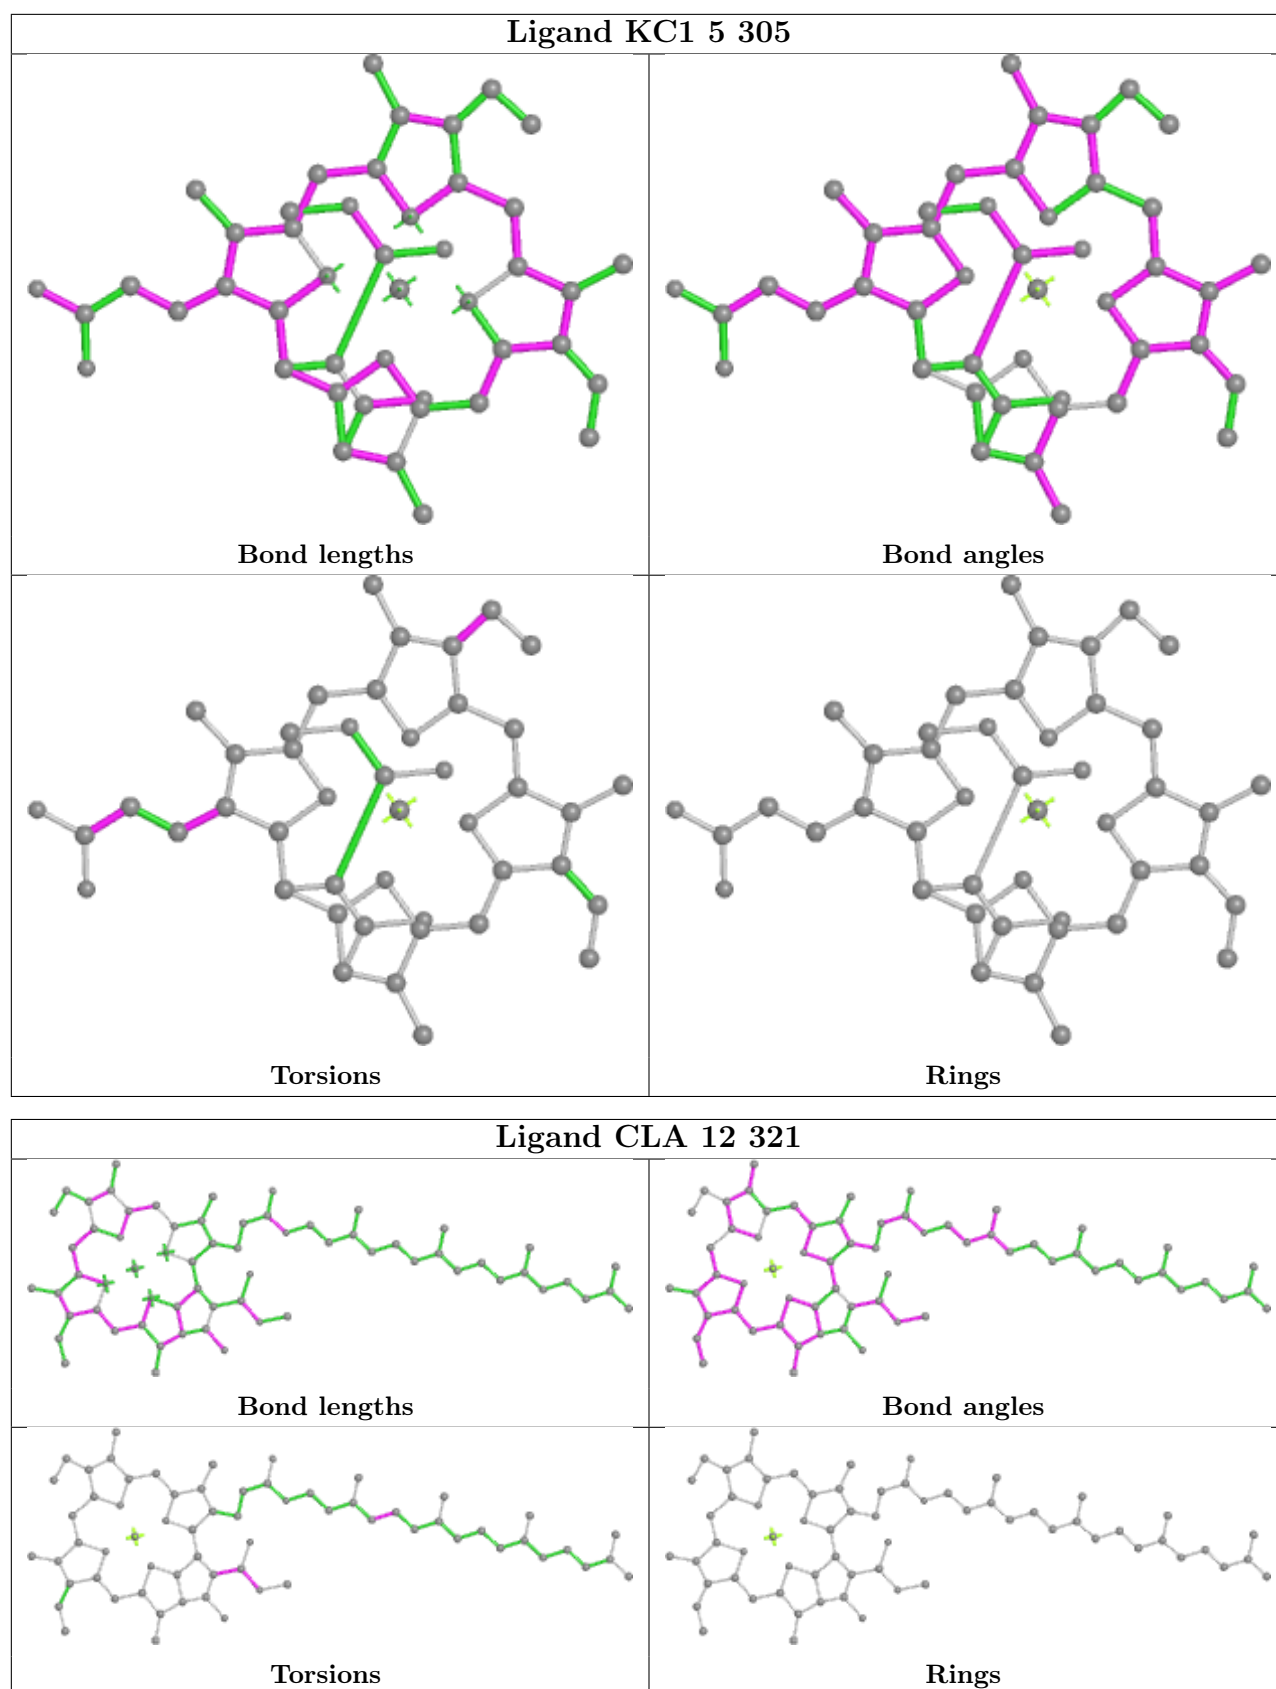 Ligand KC1 5 305
Bond lengths
Bond angles
Torsions
Rings
Ligand CLA 12 321
Bond lengths
Bond angles
Torsions
Rings